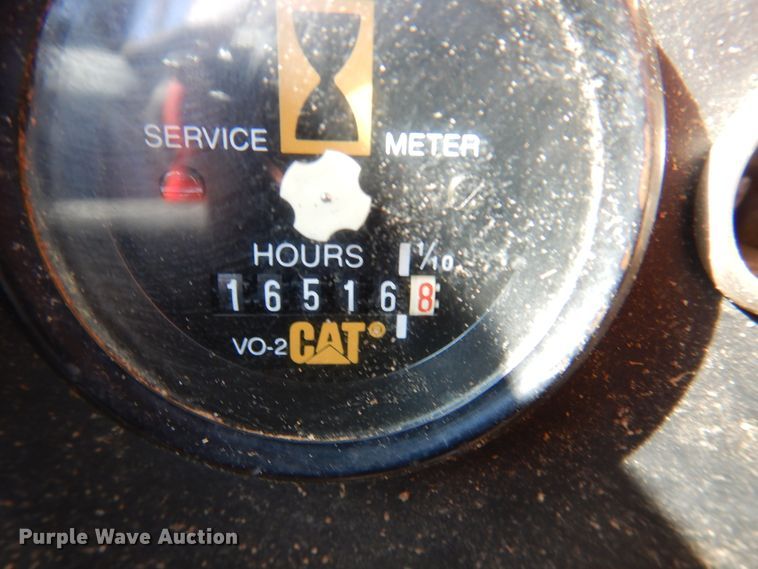 SERVICE METER
HOURS 1/10
165168
VO-2 CAT®
Purple Wave Auction